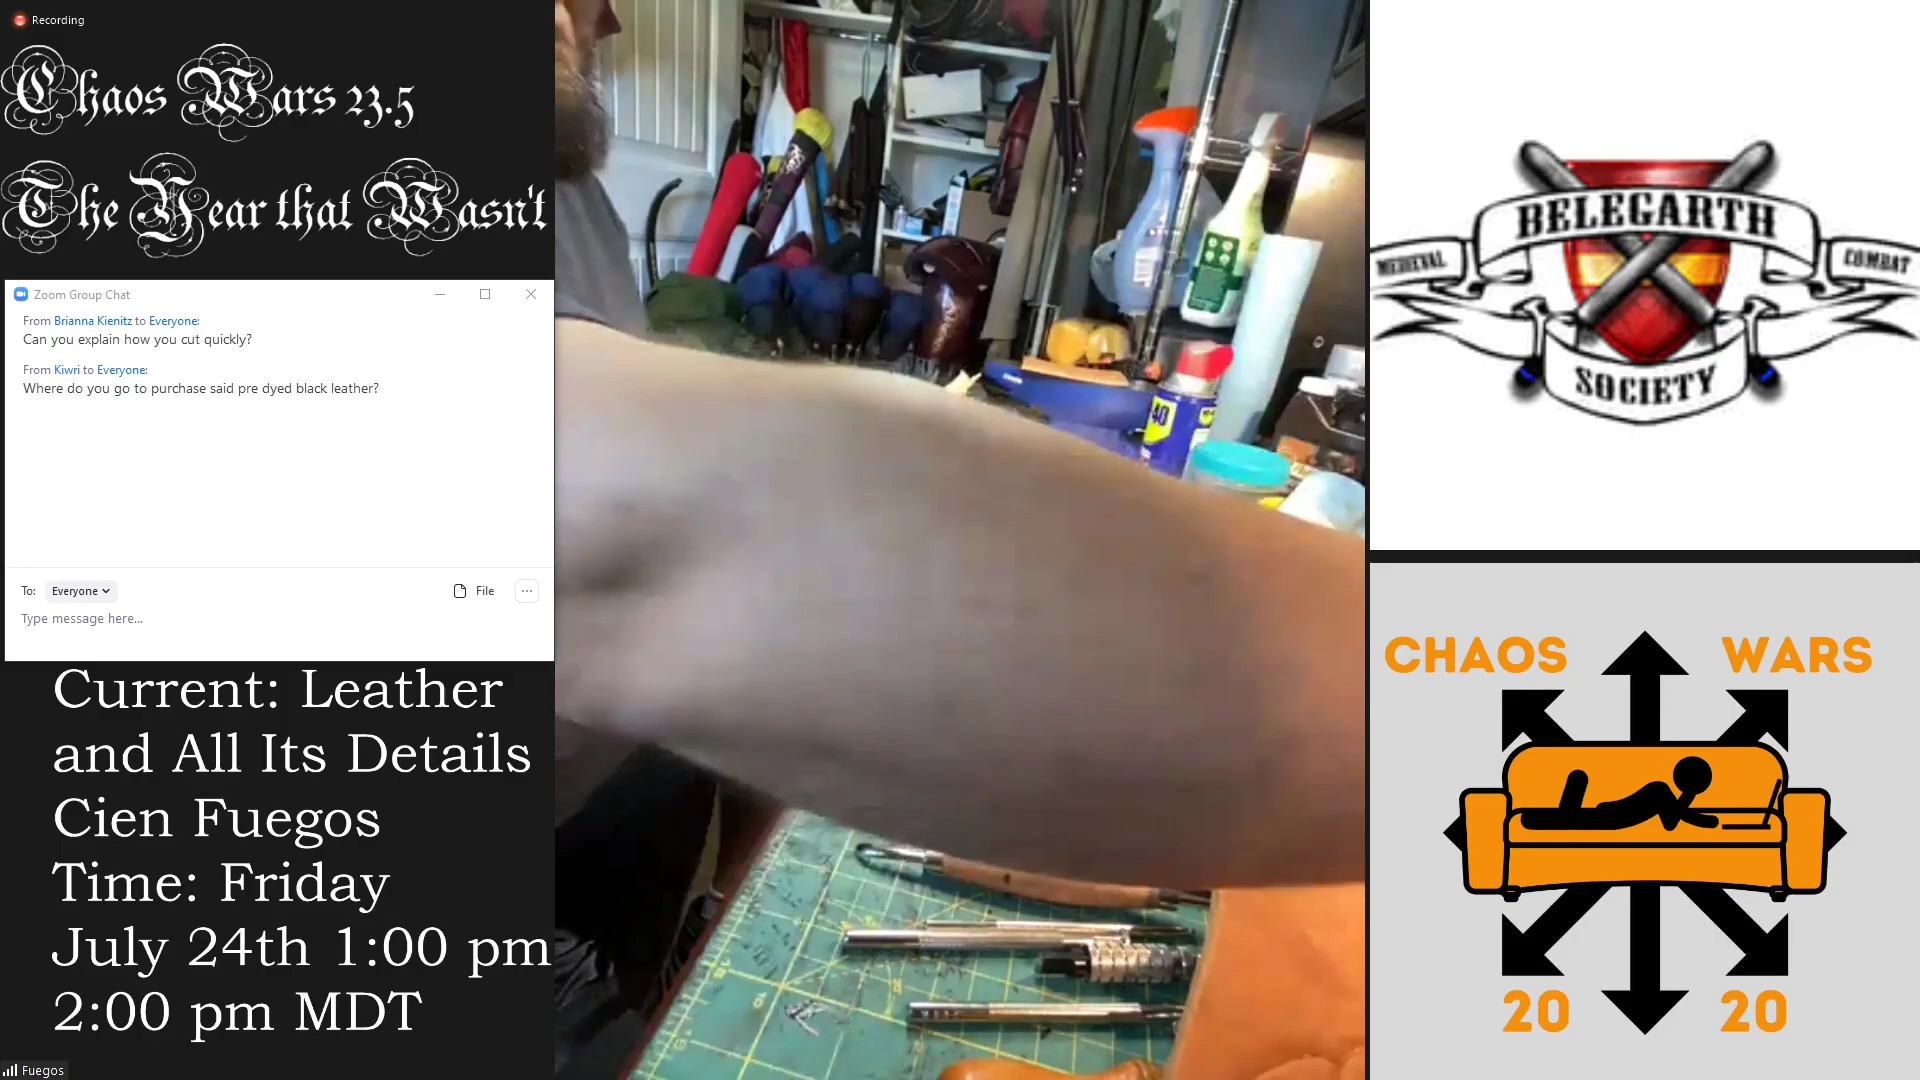 Recording
Chaos Wars 23.5
The Year that Wasn't
Zoom Group Chat
From Brianna Kienitz to Everyone:
Can you explain how you cut quickly?
From Kiwri to Everyone:
Where do you go to purchase said pre dyed black leather?
To: Everyone
File
Type message here...
Current: Leather
and All Its Details
Cien Fuegos
Time: Friday
July 24th 1:00 pm
2:00 pm MDT
Fuegos
40
BELEGARTH
MEDIEVAL
COMBAT
SOCIETY
CHAOS WARS
20 20